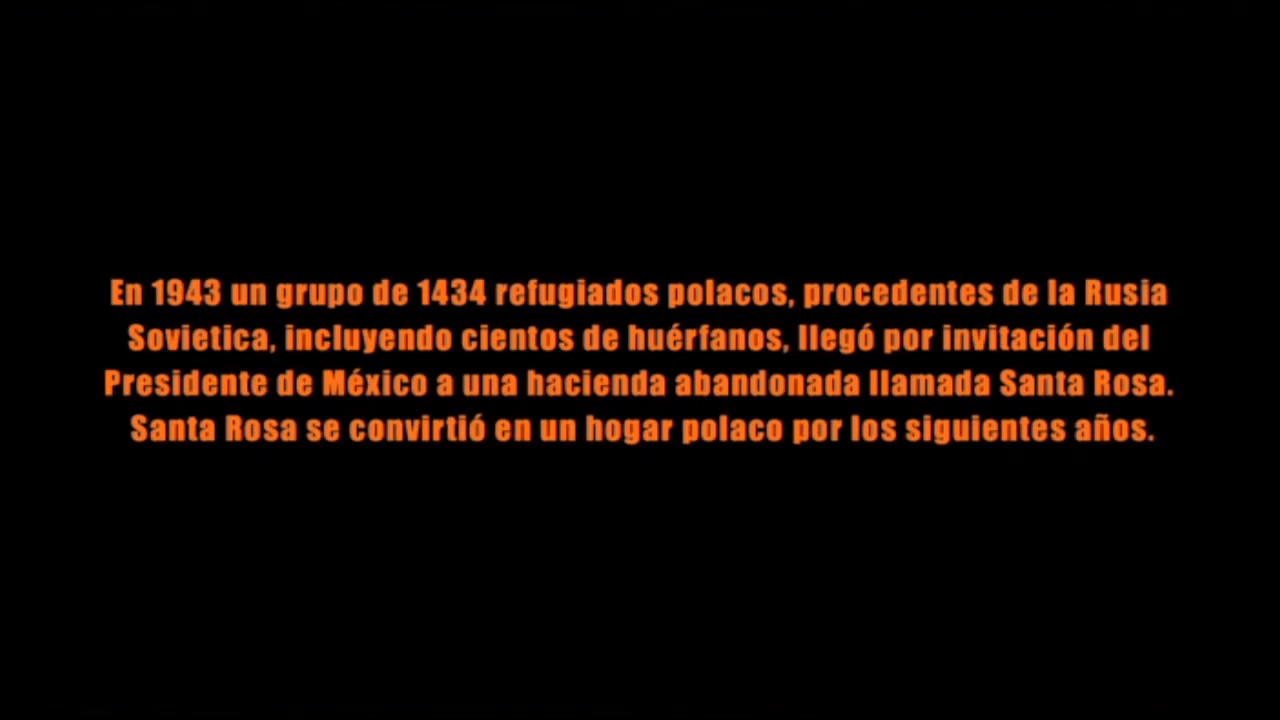 En 1943 un grupo de 1434 refugiados polacos, procedentes de la Rusia
Sovietica, incluyendo cientos de huérfanos, llegó por invitación del
Presidente de México a una hacienda abandonada llamada Santa Rosa.
Santa Rosa se convirtió en un hogar polaco por los siguientes años.